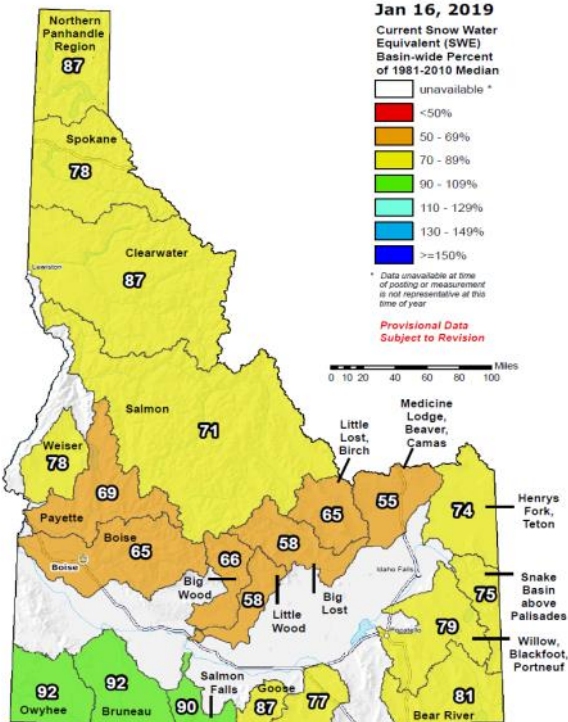 Jan 16, 2019
Current Snow Water
Equivalent (SWE)
Basin-wide Percent
of 1981-2010 Median
unavailable *
<50%
50 - 69%
70 - 89%
90 - 109%
110 - 129%
130 - 149%
>=150%
* Data unavailable at time
of posting or measurement
is not representative at this
time of year
Provisional Data
Subject to Revision
Miles
0 10 20 40 60 80 100
Northern
Panhandle
Region
87
Spokane
78
Clearwater
87
Lewiston
Salmon
71
Weiser
78
69
Payette
Boise
65
Boise
66
Big
Wood
58
Little
Wood
58
Big
Lost
Little
Lost,
Birch
65
Medicine
Lodge,
Beaver,
Camas
55
74
Henrys
Fork,
Teton
Idaho Falls
75
Snake
Basin
above
Palisades
79
Willow,
Blackfoot,
Portneuf
92
Owyhee
92
Bruneau
90
Salmon
Falls
Goose
87
77
81
Bear River